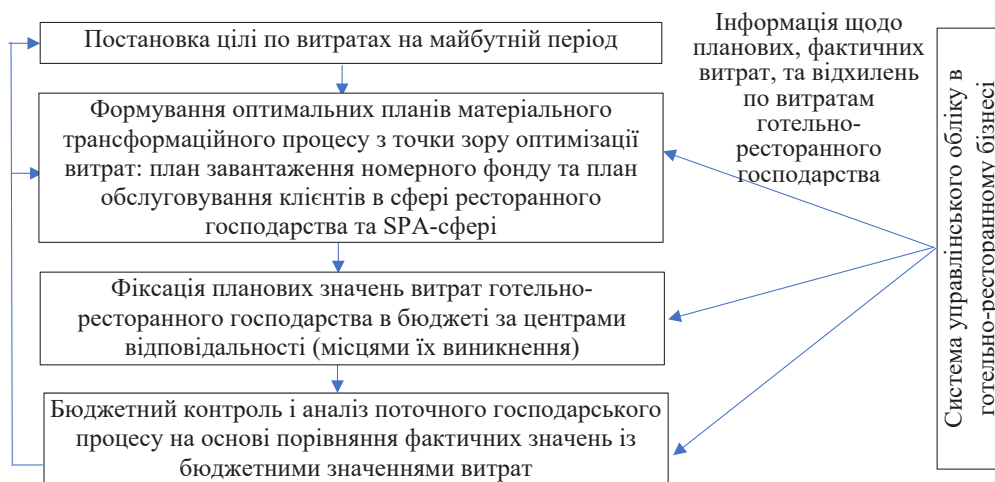 Постановка цілі по витратах на майбутній період
Формування оптимальних планів матеріального
трансформаційного процесу з точки зору оптимізації
витрат: план завантаження номерного фонду та план
обслуговування клієнтів в сфері ресторанного
господарства та SPA-сфері
Фіксація планових значень витрат готельно-
ресторанного господарства в бюджеті за центрами
відповідальності (місцями їх виникнення)
Бюджетний контроль і аналіз поточного господарського
процесу на основі порівняння фактичних значень із
бюджетними значеннями витрат
Інформація щодо
планових, фактичних
витрат, та відхилень
по витратам
готельно-
ресторанного
господарства
Система управлінського обліку в
готельно-ресторанному бізнесі